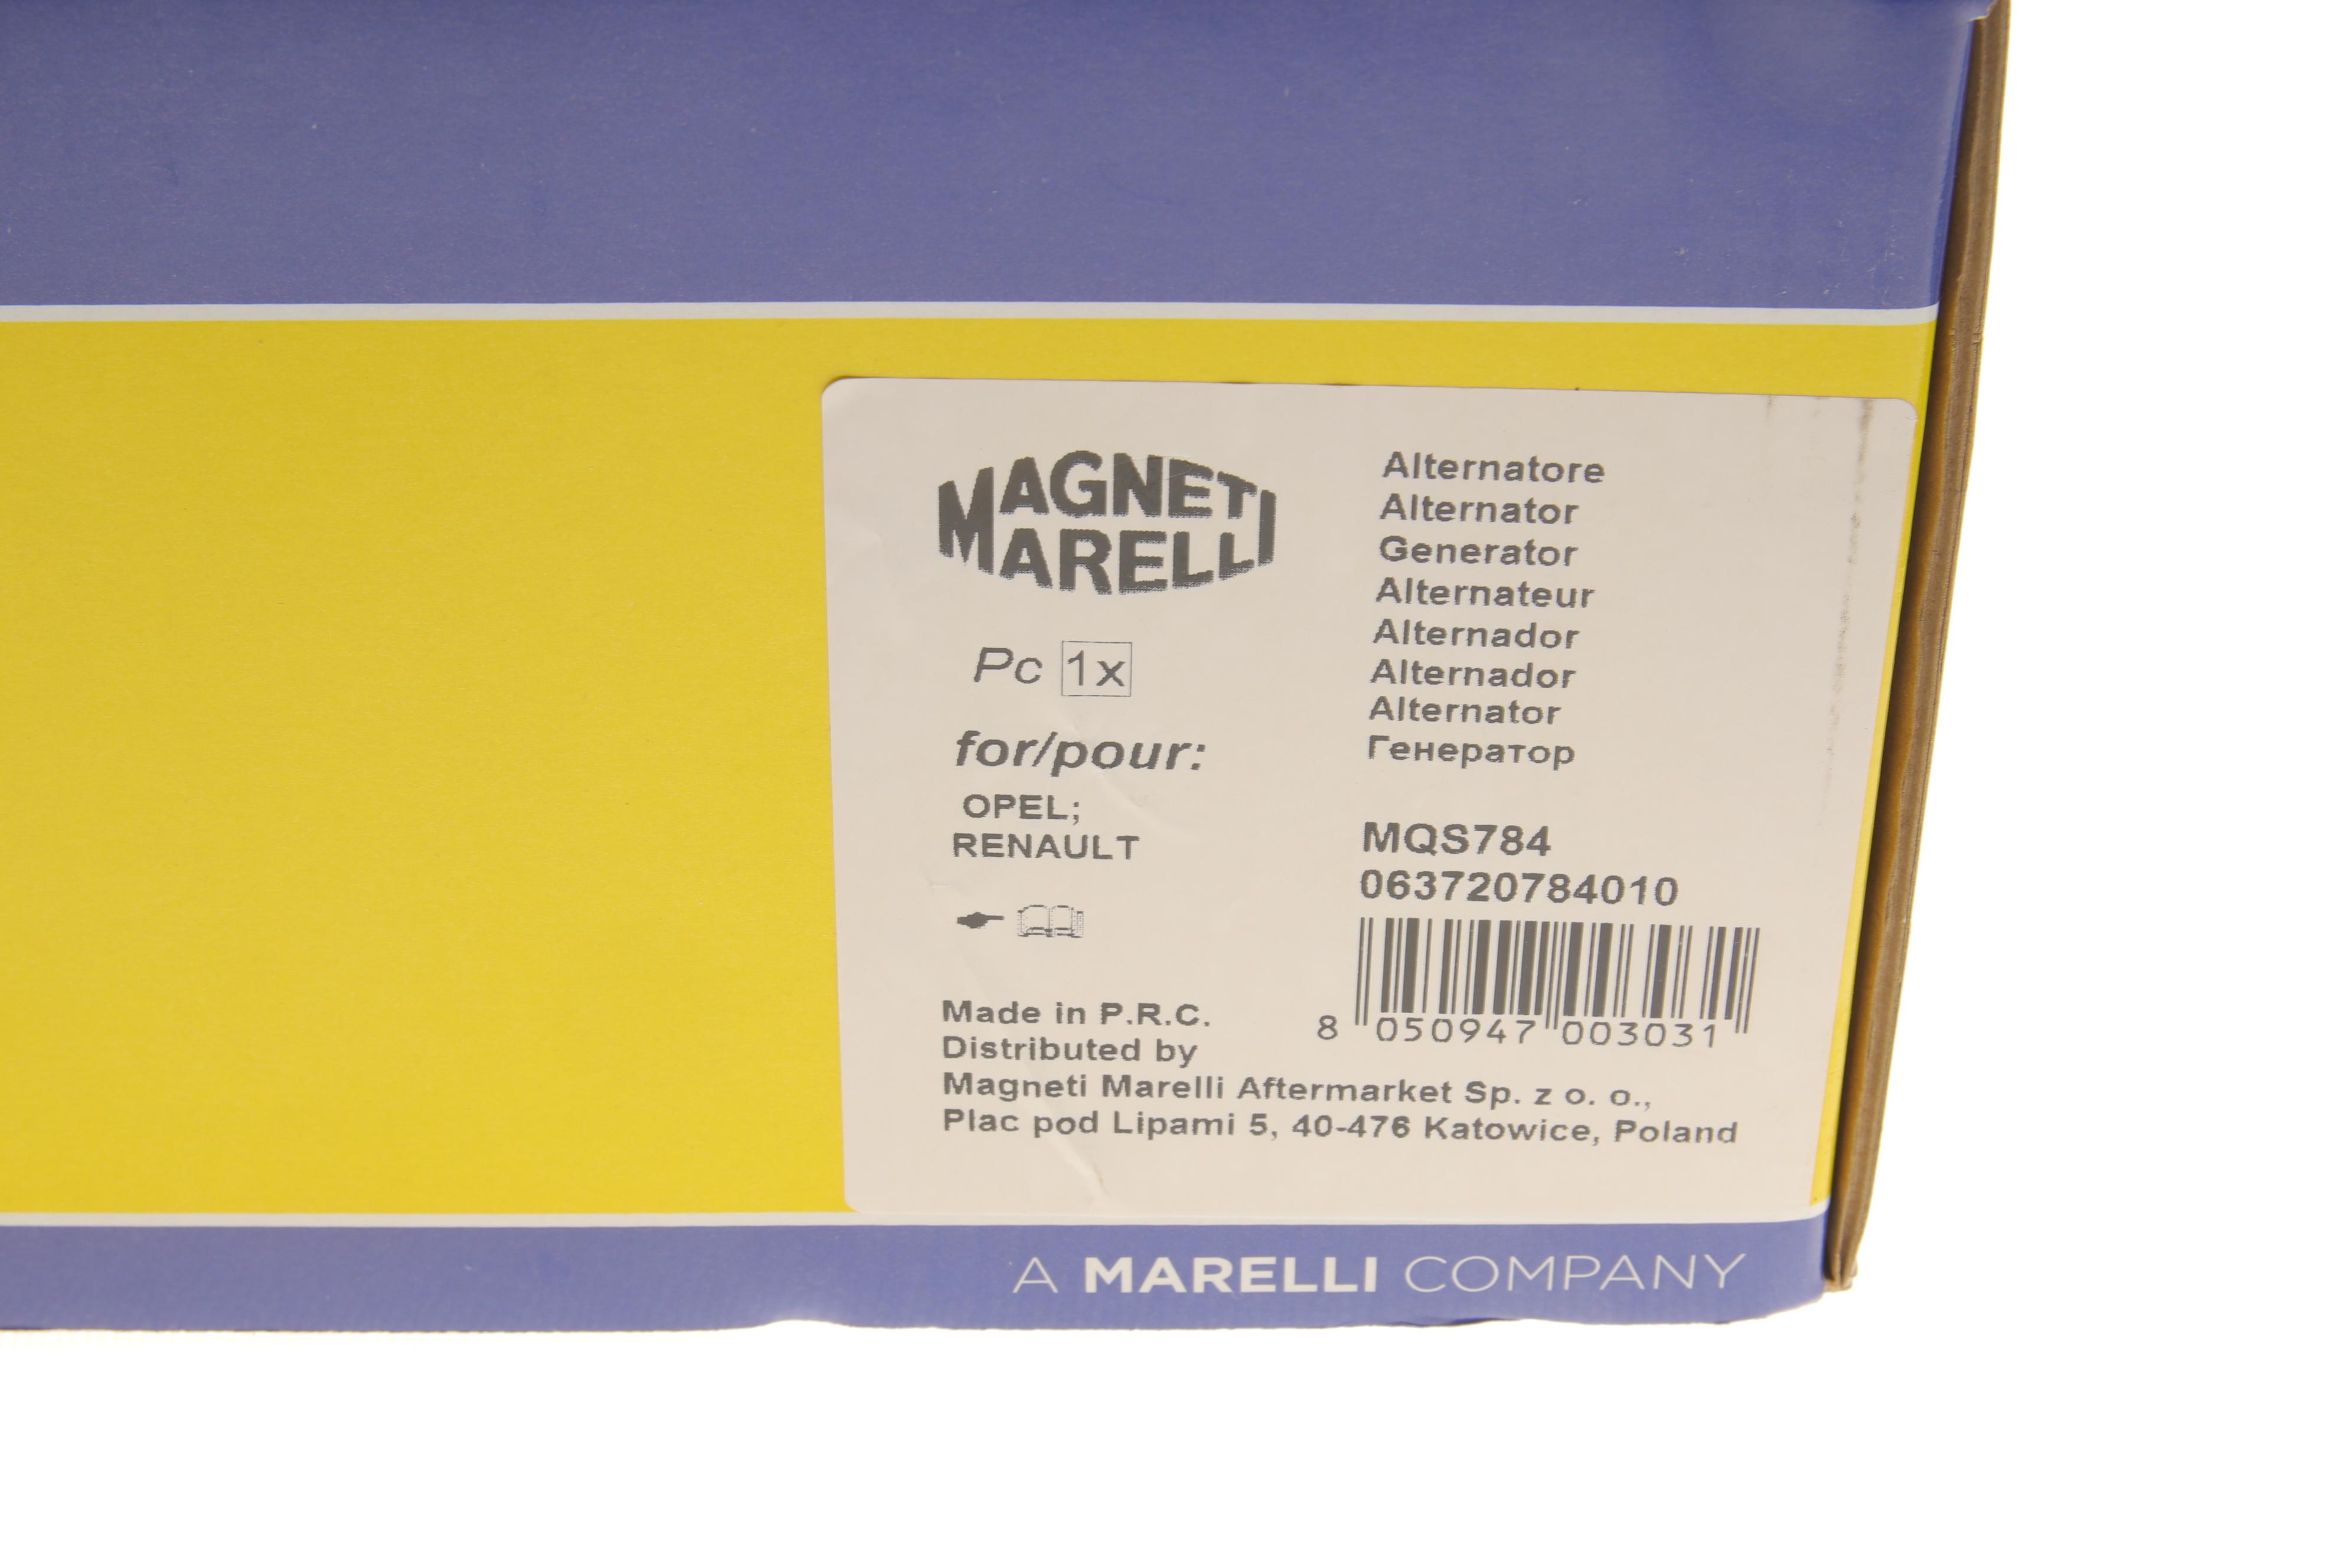 MAGNETI
MARELLI
Pc 1x
for/pour:
OPEL;
RENAULT
Alternatore
Alternator
Generator
Alternateur
Alternador
Alternador
Alternator
Генератор
MQS784
063720784010
8 050947 003031
Made in P.R.C.
Distributed by
Magneti Marelli Aftermarket Sp. z o. o.,
Plac pod Lipami 5, 40-476 Katowice, Poland
A MARELLI COMPANY